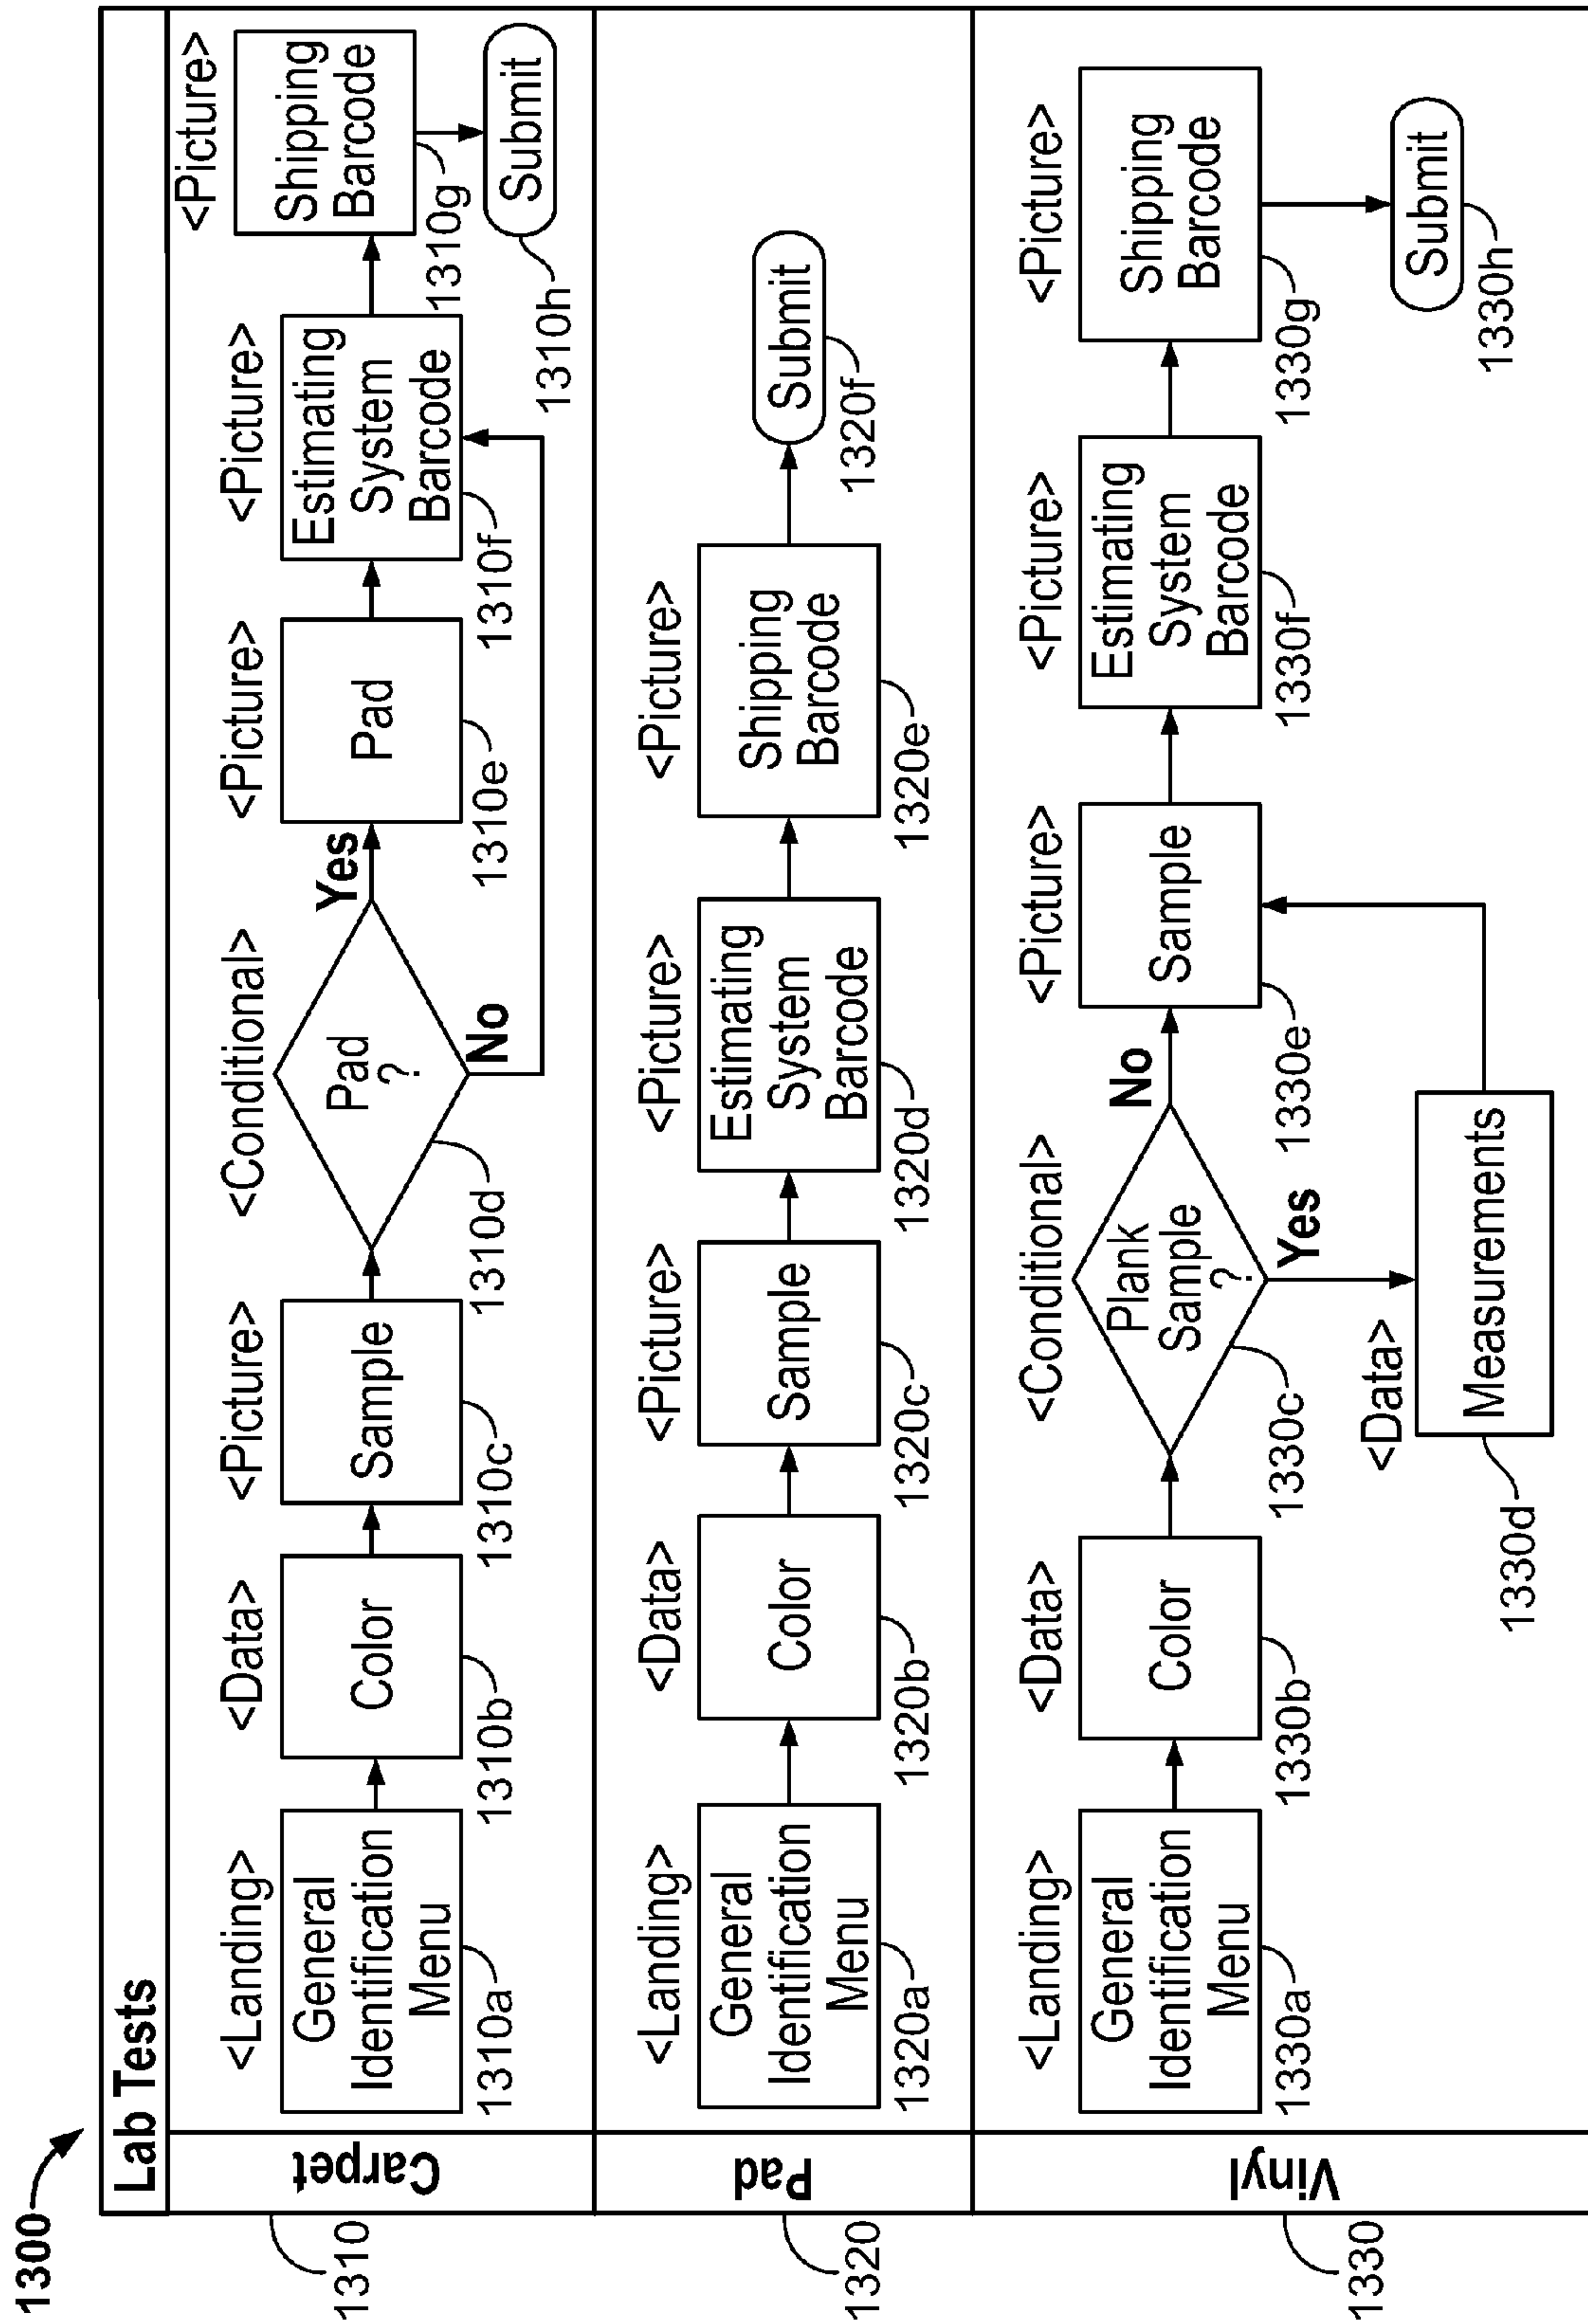 1300
Lab Tests
1310
Carpet
<Landing>
General
Identification
Menu
1310a
<Data>
Color
1310b
<Picture>
Sample
1310c
<Conditional>
Pad
?
1310d
Yes
No
<Picture>
Pad
1310e
<Picture>
Estimating
System
Barcode
1310f
<Picture>
Shipping
Barcode
1310g
Submit
1310h
1320
Pad
<Landing>
General
Identification
Menu
1320a
<Data>
Color
1320b
<Picture>
Sample
1320c
<Picture>
Estimating
System
Barcode
1320d
<Picture>
Shipping
Barcode
1320e
Submit
1320f
1330
Vinyl
<Landing>
General
Identification
Menu
1330a
<Data>
Color
1330b
<Conditional>
Plank
Sample
?
1330c
No
Yes
<Data>
Measurements
1330d
<Picture>
Sample
1330e
<Picture>
Estimating
System
Barcode
1330f
<Picture>
Shipping
Barcode
1330g
Submit
1330h